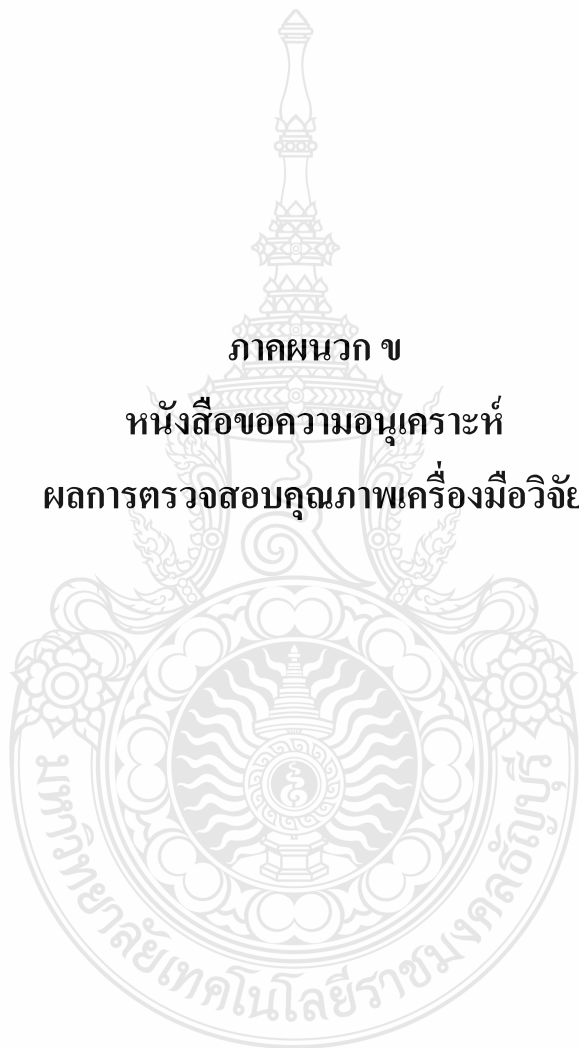 ภาคผนวก ข
หนังสือขอความอนุเคราะห์
ผลการตรวจสอบคุณภาพเครื่องมือวิจัย
มหาวิทยาลัยเทคโนโลยีราชมงคลธัญบุรี